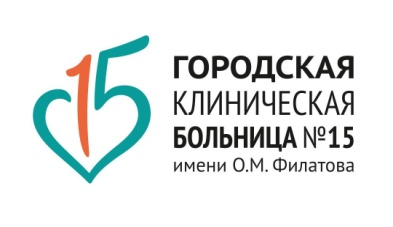 15
ГОРОДСКАЯ
КЛИНИЧЕСКАЯ
БОЛЬНИЦА №15
имени О.М. Филатова